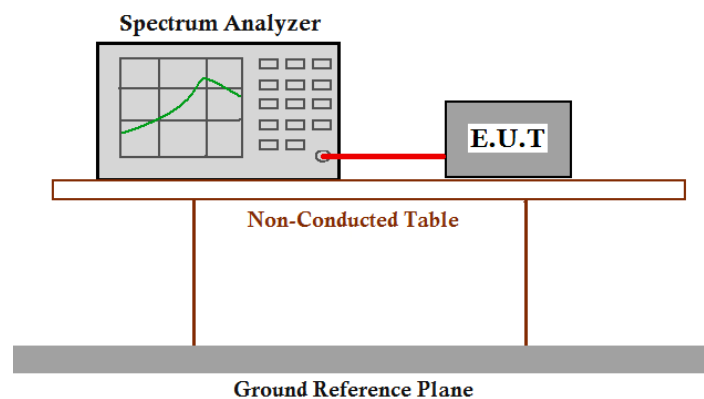 Spectrum Analyzer
E.U.T
Non-Conducted Table
Ground Reference Plane